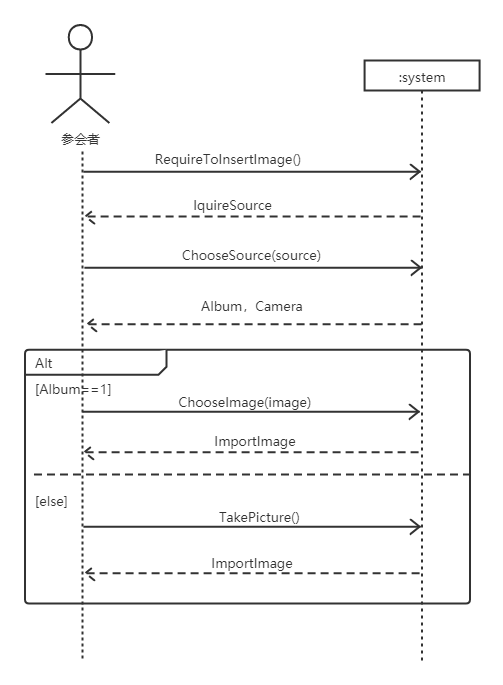 :system
参会者
RequireToInsertImage()
IquireSource
ChooseSource(source)
Album，Camera
Alt
[Album==1]
ChooseImage(image)
ImportImage
[else]
TakePicture()
ImportImage